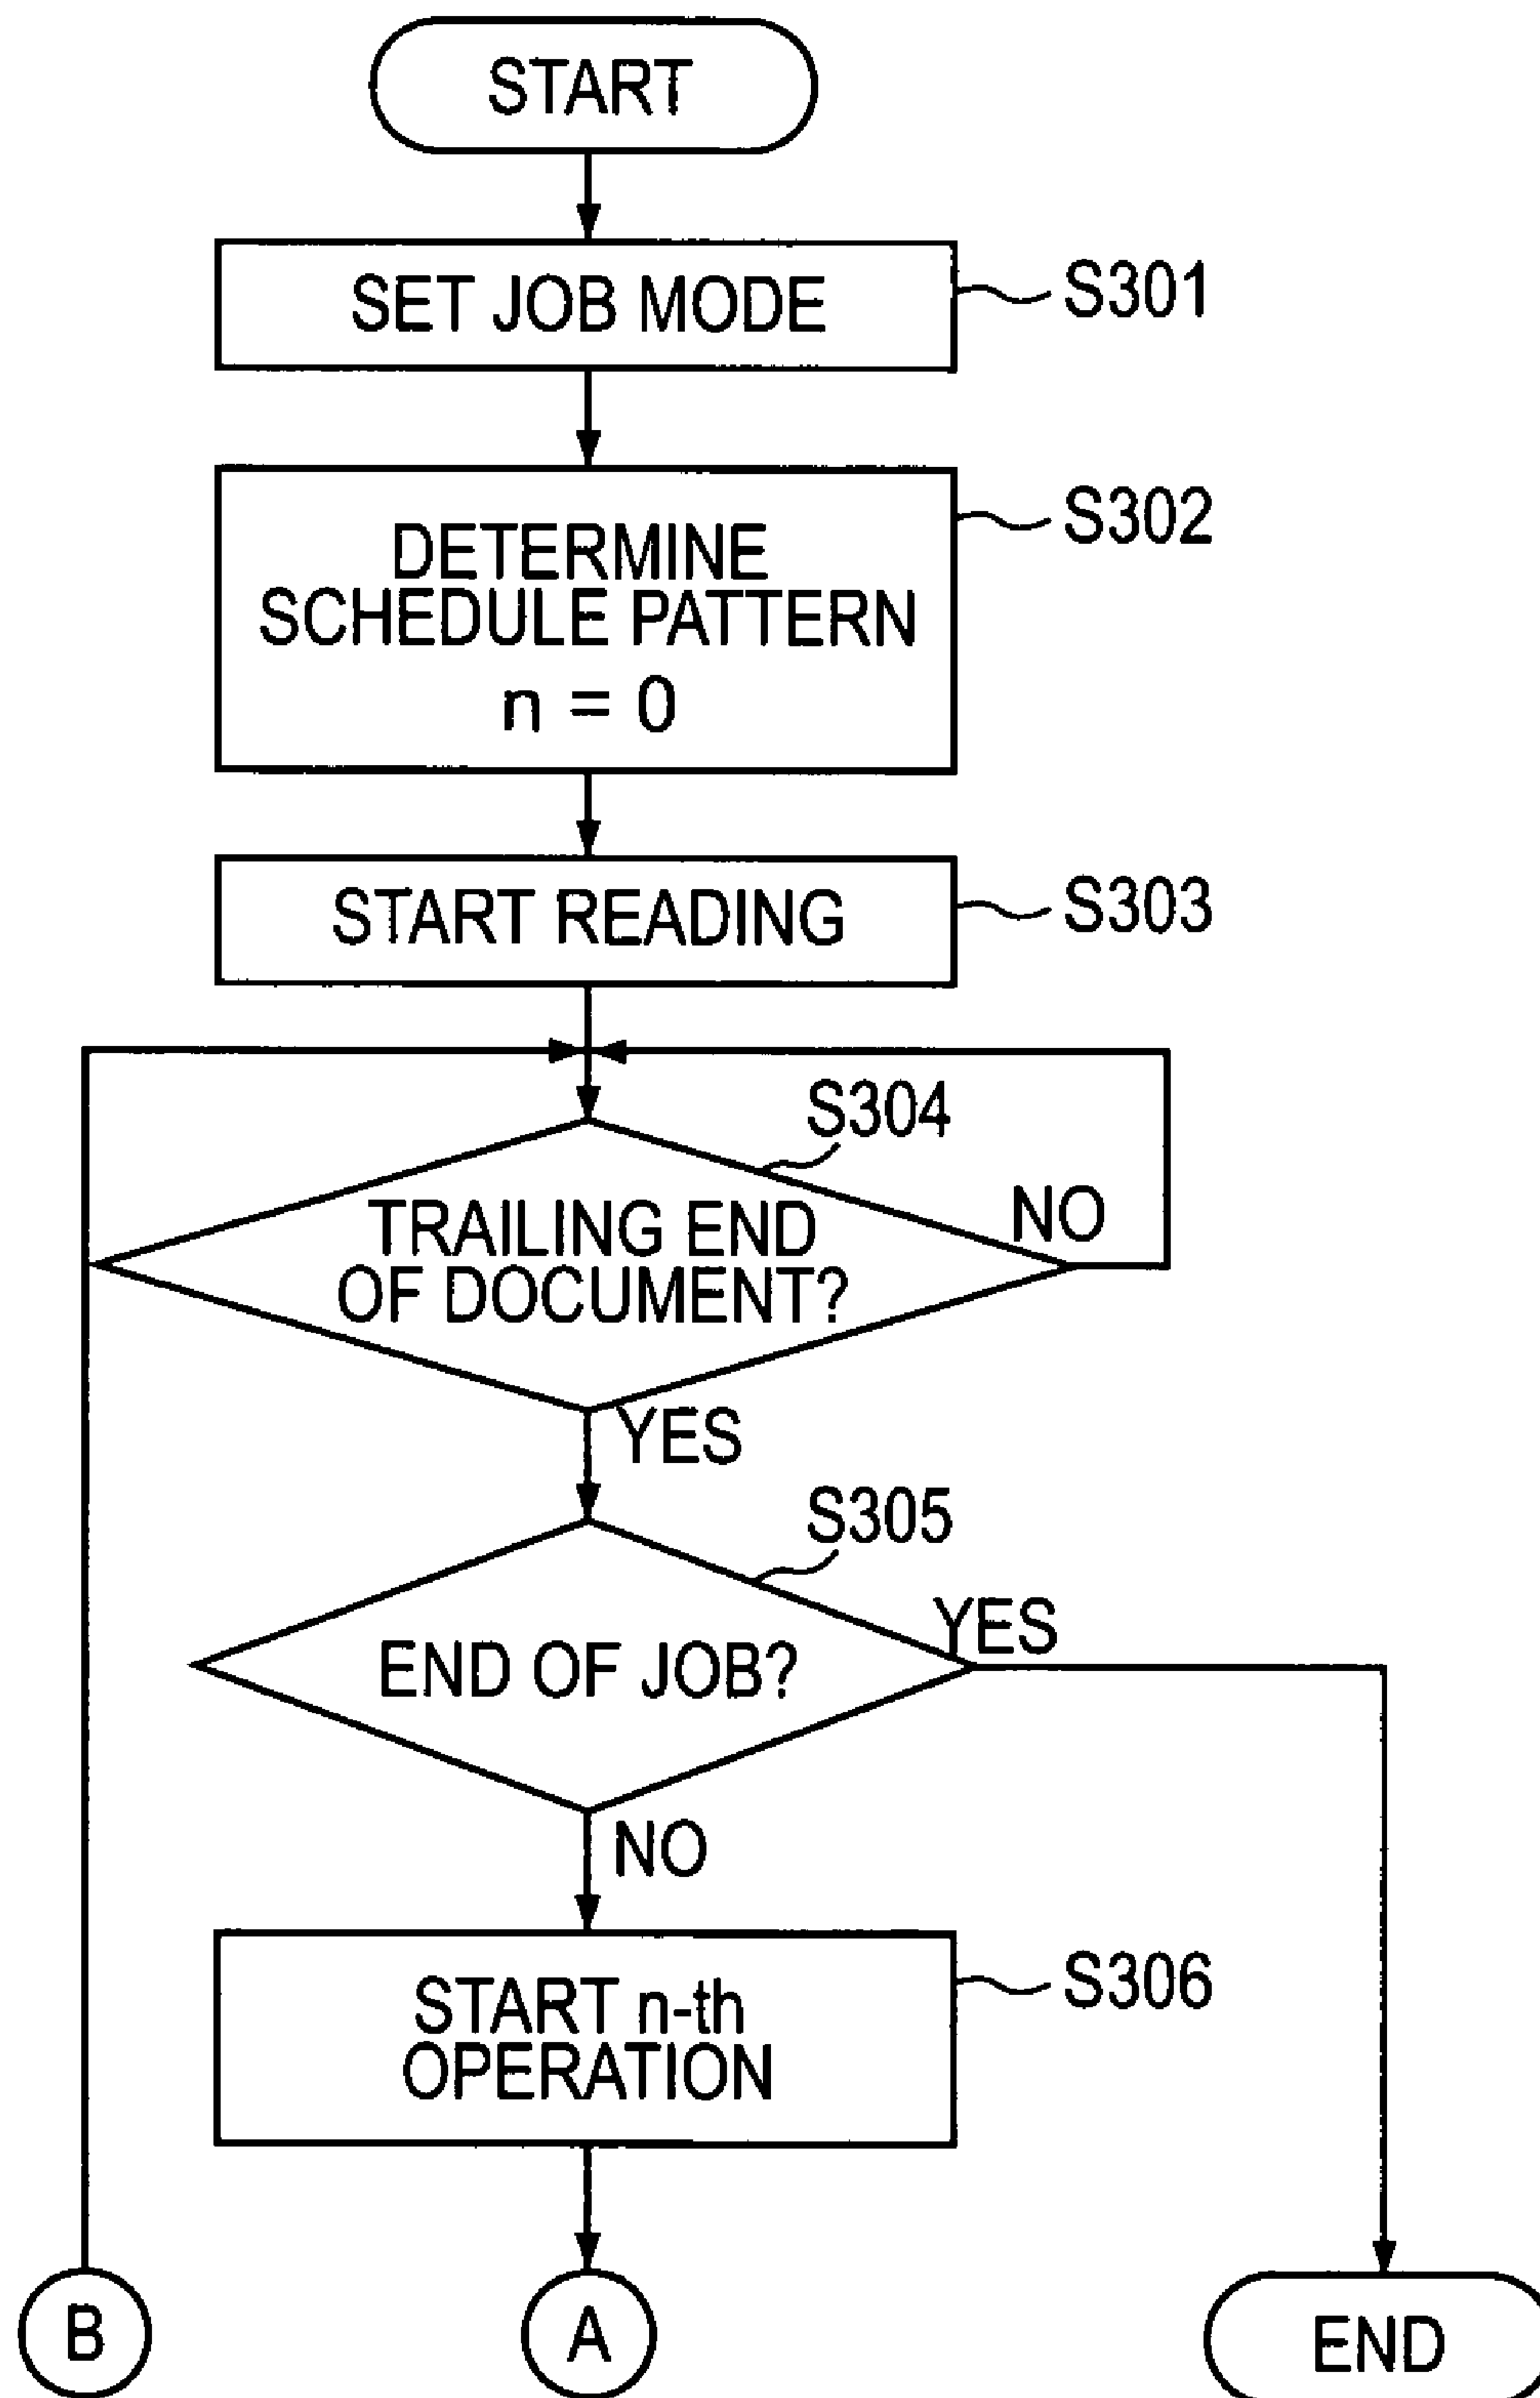 START
SET JOB MODE
S301
DETERMINE
SCHEDULE PATTERN
n = 0
S302
START READING
S303
S304
TRAILING END
OF DOCUMENT?
NO
YES
S305
END OF JOB?
YES
NO
START n-th
OPERATION
S306
B
A
END